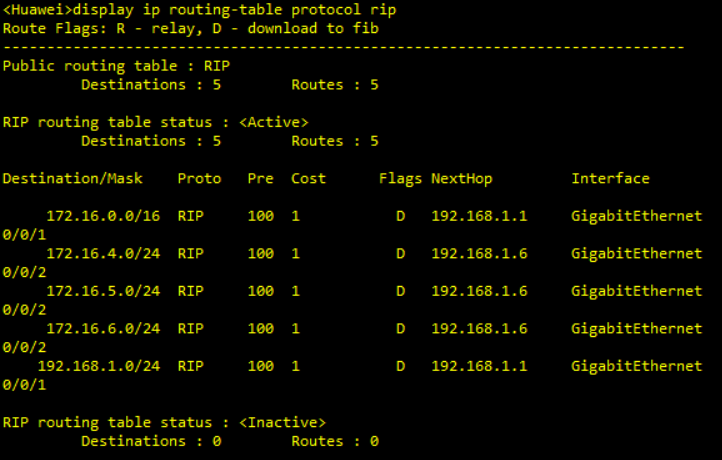 <Huawei>display ip routing-table protocol rip
Route Flags: R - relay, D - download to fib
------------------------------------------------------------------------------
Public routing table : RIP
         Destinations : 5        Routes : 5

RIP routing table status : <Active>
         Destinations : 5        Routes : 5

Destination/Mask    Proto   Pre  Cost      Flags NextHop         Interface

     172.16.0.0/16  RIP     100  1           D   192.168.1.1     GigabitEthernet
0/0/1
     172.16.4.0/24  RIP     100  1           D   192.168.1.6     GigabitEthernet
0/0/2
     172.16.5.0/24  RIP     100  1           D   192.168.1.6     GigabitEthernet
0/0/2
     172.16.6.0/24  RIP     100  1           D   192.168.1.6     GigabitEthernet
0/0/2
    192.168.1.0/24  RIP     100  1           D   192.168.1.1     GigabitEthernet
0/0/1

RIP routing table status : <Inactive>
         Destinations : 0        Routes : 0